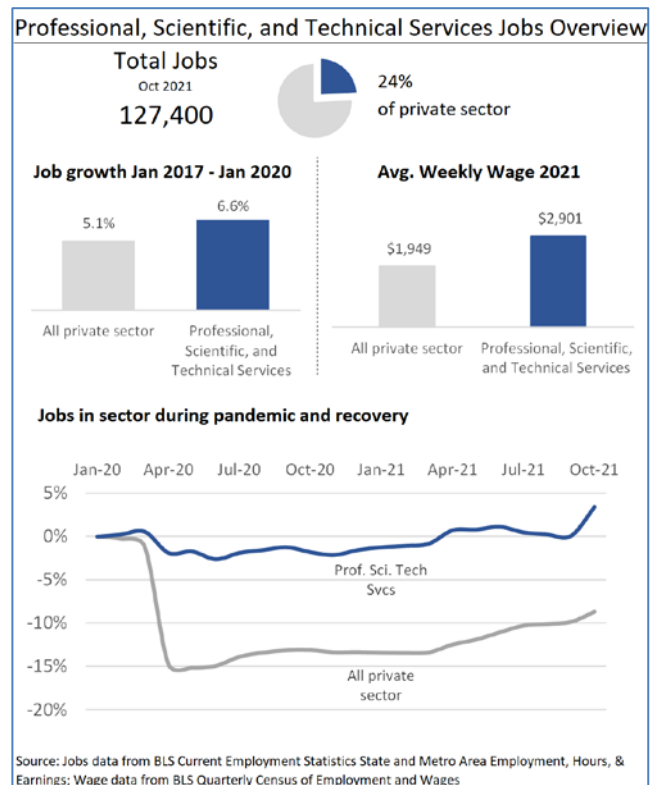 Professional, Scientific, and Technical Services Jobs Overview
Total Jobs
Oct 2021
127,400
24%
of private sector
Job growth Jan 2017 - Jan 2020
5.1%
6.6%
All private sector
Professional,
Scientific, and
Technical Services
Avg. Weekly Wage 2021
$1,949
$2,901
All private sector
Professional, Scientific,
and Technical Services
Jobs in sector during pandemic and recovery
Jan-20 Apr-20 Jul-20 Oct-20 Jan-21 Apr-21 Jul-21 Oct-21
5%
0%
-5%
-10%
-15%
-20%
Prof. Sci. Tech
Svcs
All private
sector
Source: Jobs data from BLS Current Employment Statistics State and Metro Area Employment, Hours, &
Earnings; Wage data from BLS Quarterly Census of Employment and Wages